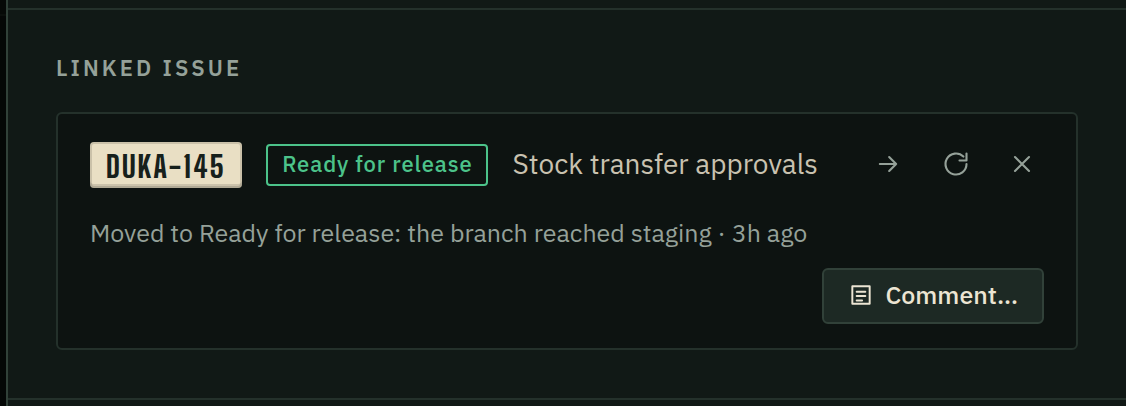 LINKED ISSUE
DUKA-145 Ready for release Stock transfer approvals
Moved to Ready for release: the branch reached staging · 3h ago
Comment...